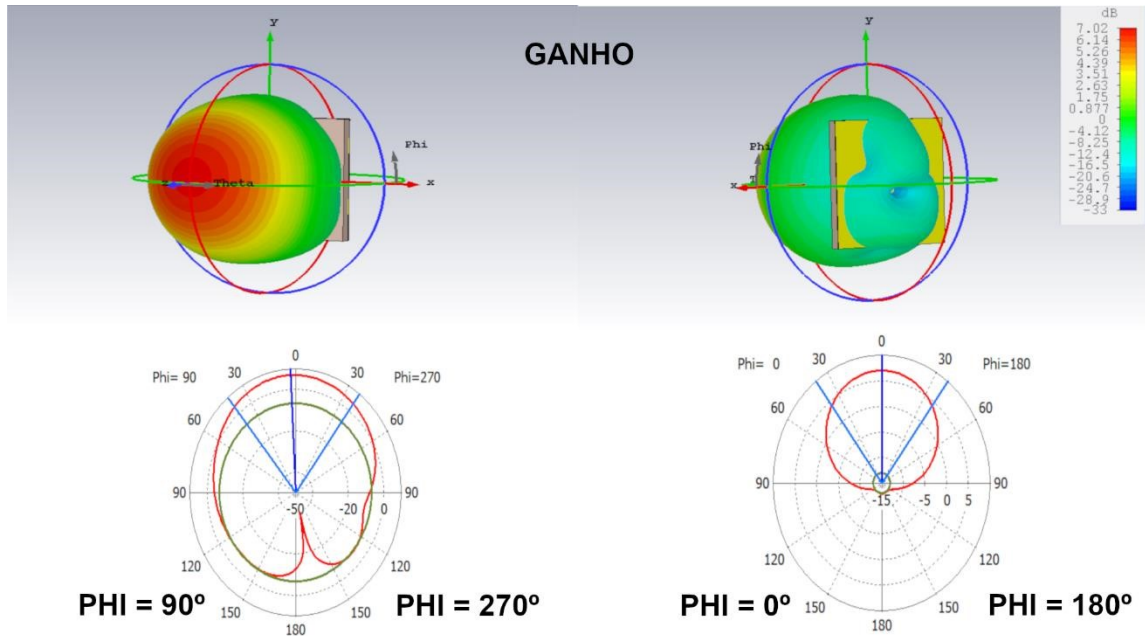 GANHO
y
Phi
Theta
x
y
Phi
x
dB
7.02
6.14
5.26
4.39
3.51
2.63
1.75
0.877
0
-4.12
-8.25
-12.4
-16.5
-20.6
-24.7
-28.9
-33
0
Phi= 90 30 30 Phi=270
60 60
90 -50 -20 0 90
120 120
150 150
180
PHI = 90º PHI = 270º
0
Phi= 0 30 30 Phi=180
60 60
90 -15 -5 0 5 90
120 120
150 150
180
PHI = 0º PHI = 180º